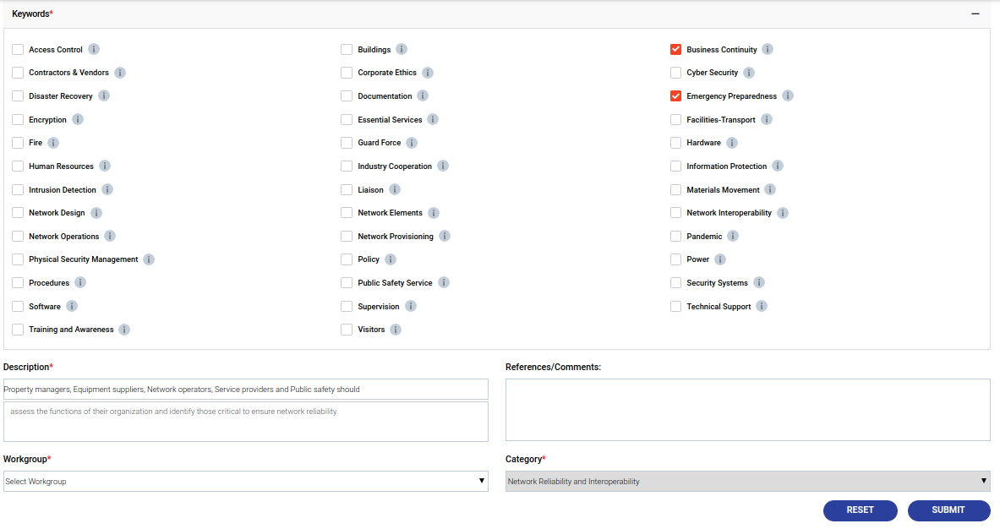 Keywords*
Access Control
Buildings
Business Continuity
Contractors & Vendors
Corporate Ethics
Cyber Security
Disaster Recovery
Documentation
Emergency Preparedness
Encryption
Essential Services
Facilities-Transport
Fire
Guard Force
Hardware
Human Resources
Industry Cooperation
Information Protection
Intrusion Detection
Liaison
Materials Movement
Network Design
Network Elements
Network Interoperability
Network Operations
Network Provisioning
Pandemic
Physical Security Management
Policy
Power
Procedures
Public Safety Service
Security Systems
Software
Supervision
Technical Support
Training and Awareness
Visitors
Description*
References/Comments:
Property managers, Equipment suppliers, Network operators, Service providers and Public safety should
assess the functions of their organization and identify those critical to ensure network reliability.
Workgroup*
Category*
Select Workgroup
Network Reliability and Interoperability
RESET
SUBMIT